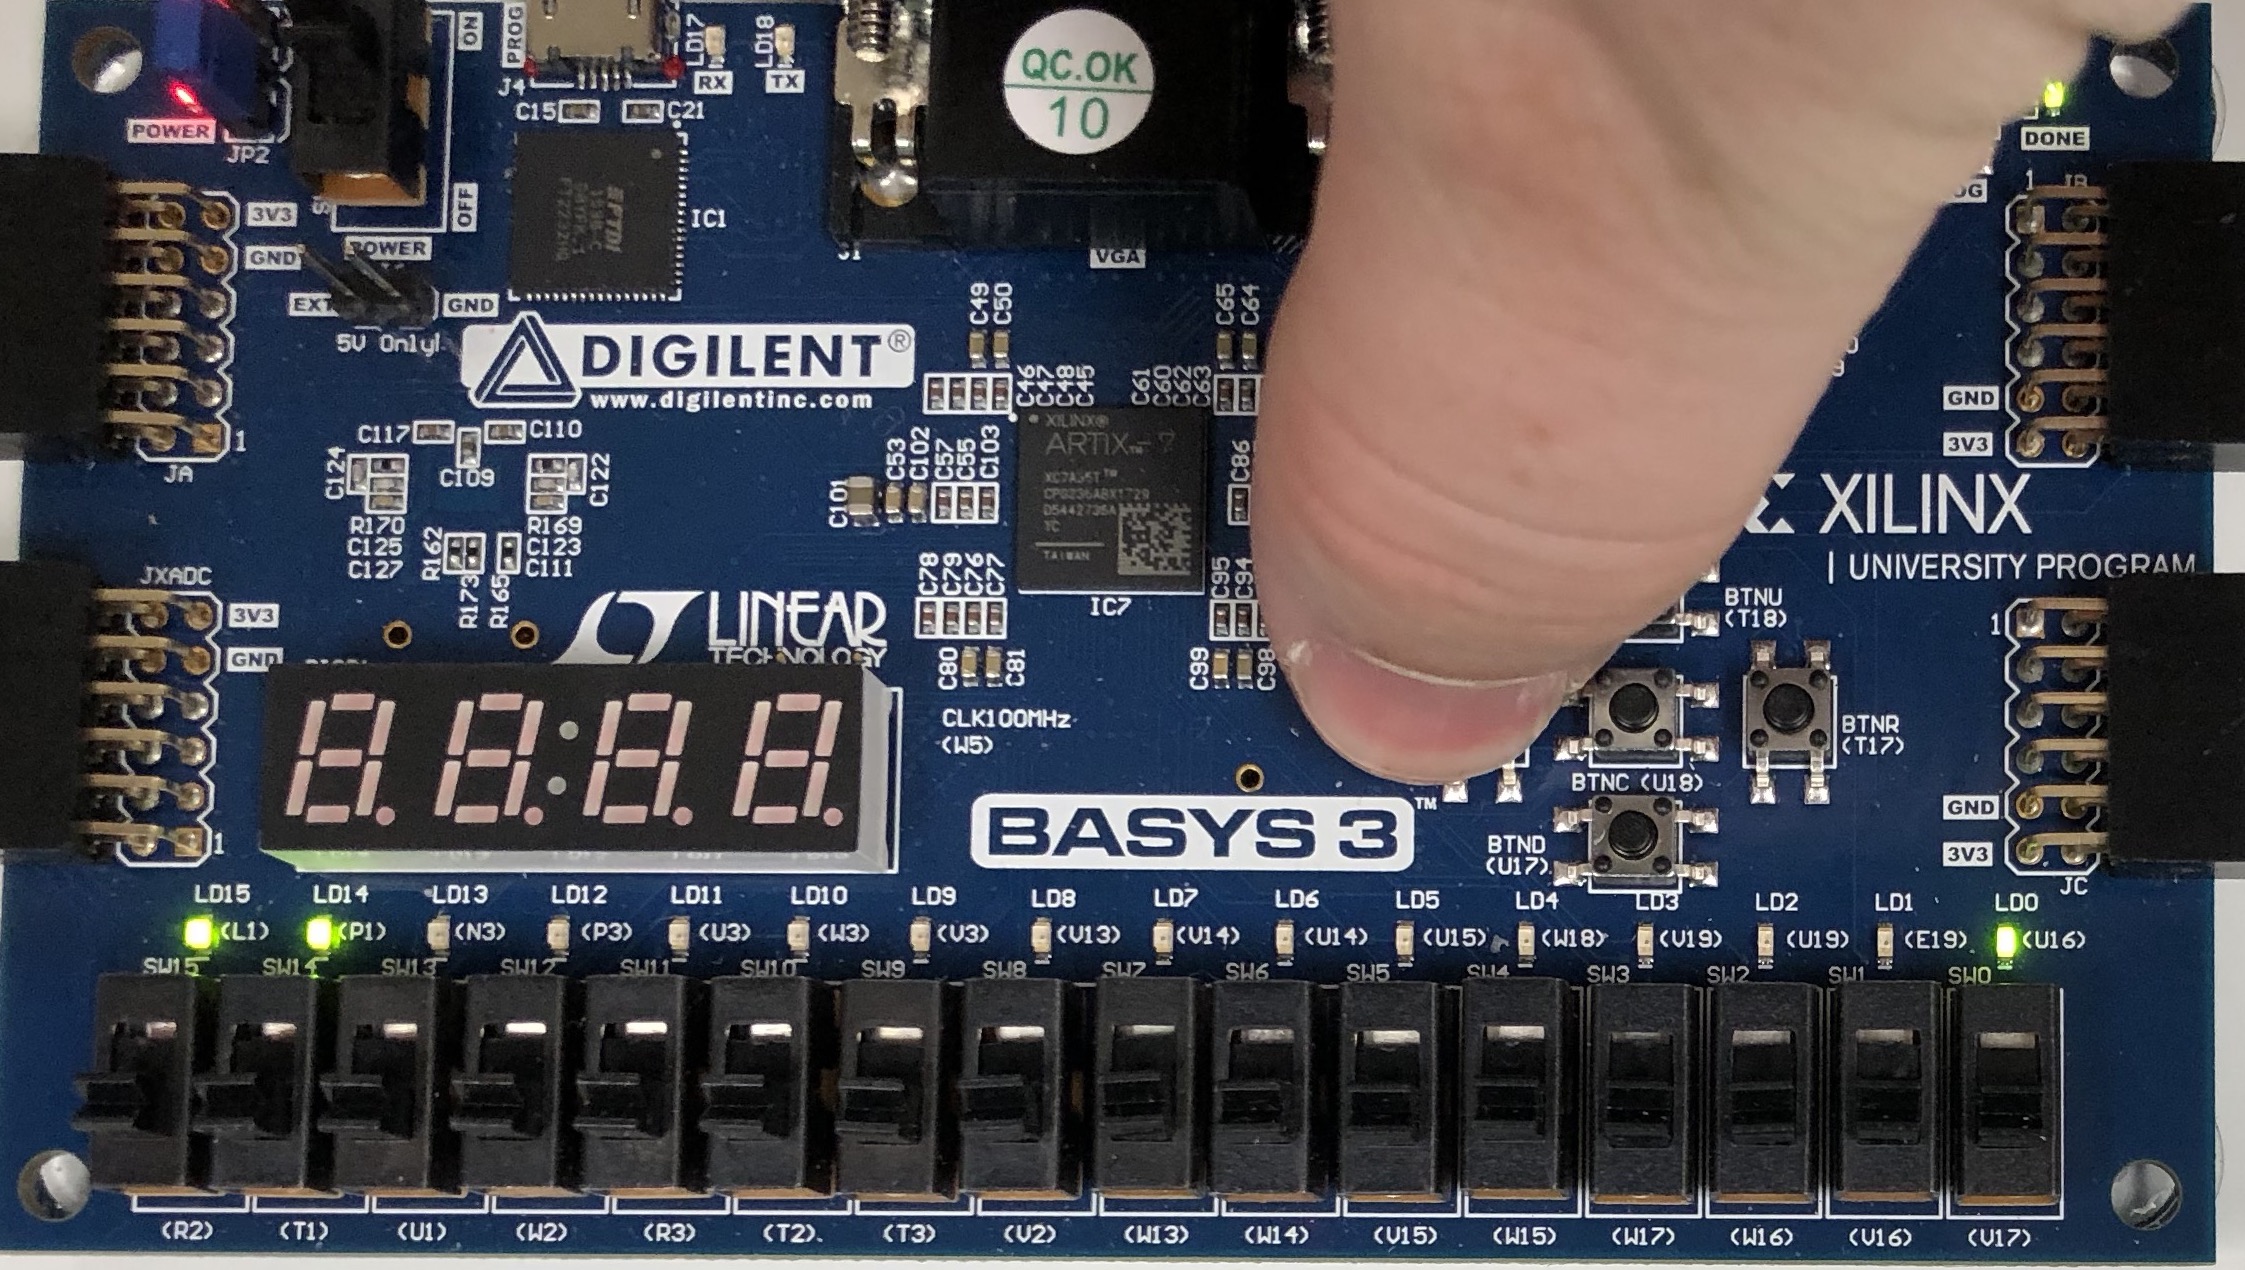 ON
PROG
LD17
LD18
QC.OK
10
RX
TX
J4
C15
C21
POWER
JP2
DONE
OFF
3V3
IC1
POWER
GND
VGA
J1
EXT
GND
5V Only!
C49
C50
C65
C64
DIGILENT®
www.digilentinc.com
C46
C47
C48
C45
C61
C60
C62
C63
GND
3V3
C117
C110
1
JA
C124
C109
C122
C53
C102
C57
C55
C103
XILINX®
ARTIX™-7
XC7A35T™
TAIWAN
C86
C101
XILINX
| UNIVERSITY PROGRAM
R170
C125
C127
R162
R173
R165
R169
C123
C111
JXADC
3V3
GND
C78
C79
C76
C77
C95
C94
IC7
LINEAR
TECHNOLOGY
C80
C81
C99
C98
BTNU
(T18)
1
CLK100MHz
(W5)
BTNR
(T17)
BTNC (U18)
BASYS 3™
BTND
(U17)
1
GND
3V3
JC
LD15 LD14 LD13 LD12 LD11 LD10 LD9 LD8 LD7 LD6 LD5 LD4 LD3 LD2 LD1 LD0
(L1) (P1) (N3) (P3) (U3) (W3) (V3) (V13) (V14) (U14) (U15) (W18) (V19) (U19) (E19) (U16)
SW15 SW14 SW13 SW12 SW11 SW10 SW9 SW8 SW7 SW6 SW5 SW4 SW3 SW2 SW1 SW0
(R2) (T1) (U1) (W2) (R3) (T2) (T3) (V2) (W13) (W14) (V15) (W15) (W17) (W16) (V16) (V17)